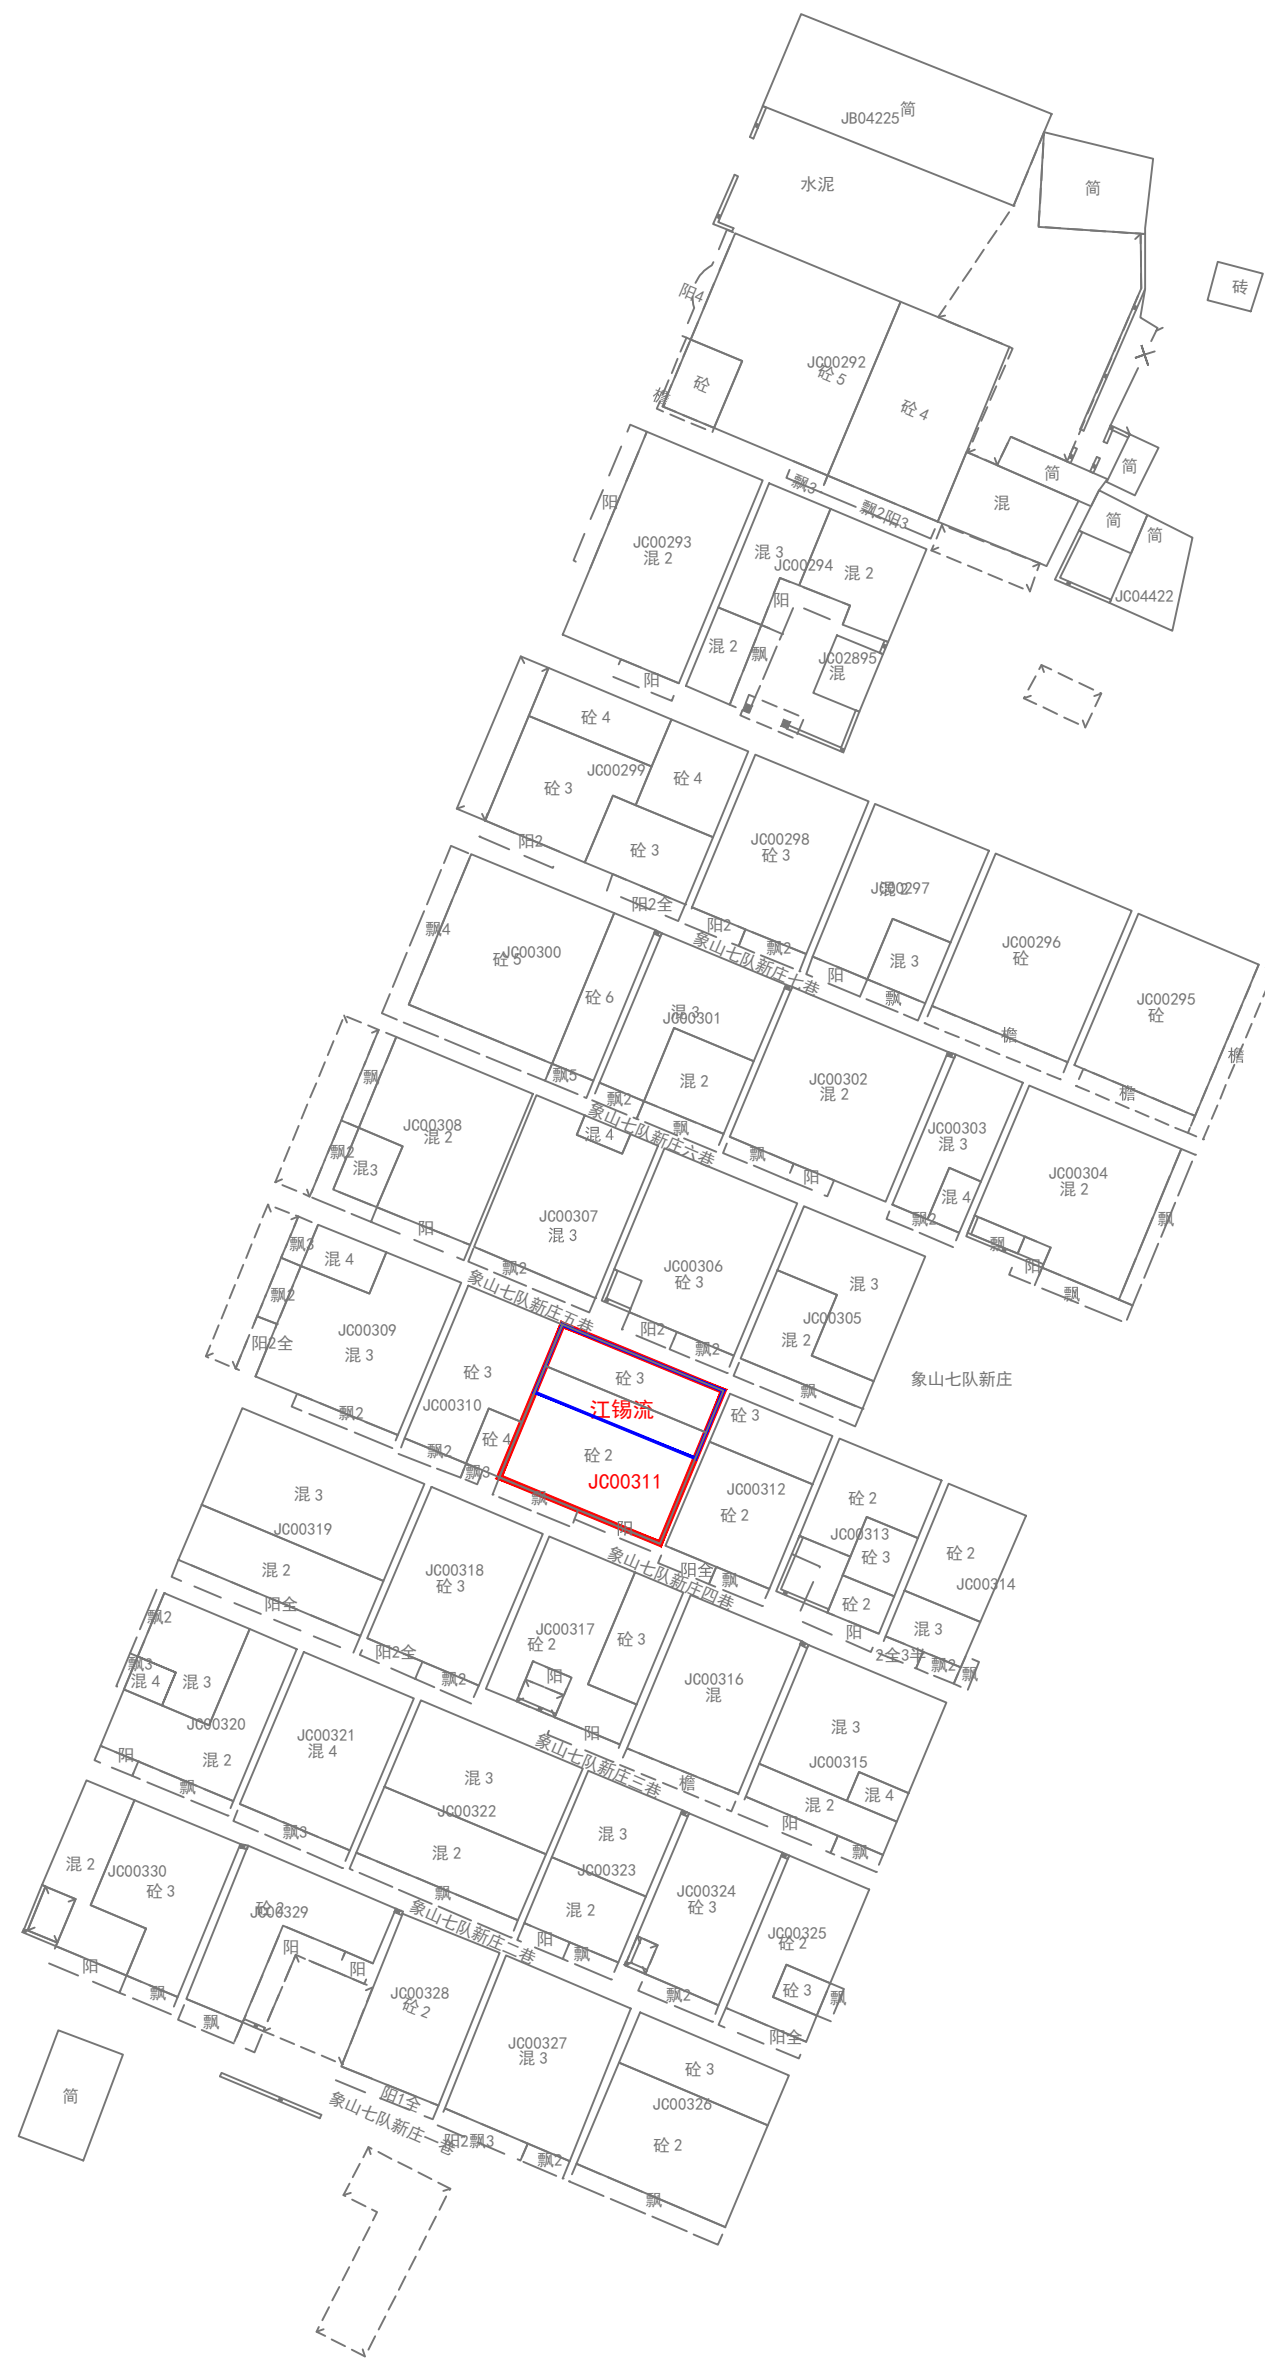 简
JB04225
水泥
简
砖
阳4
JC00292
砼 5
砼
檐
砼 4
飘3
飘2阳3
简
混
简
简
简
JC04422
阳
JC00293
混 2
混 3
JC00294
混 2
阳
混 2
飘
JC02895
混
阳
砼 4
JC00299
砼 3
砼 4
砼 3
阳2
阳2全
JC00298
砼 3
阳2
飘2
象山七队新庄七巷
JC00297
混 2
混 3
阳
飘
JC00296
砼
檐
JC00295
砼
檐
檐
飘4
JC00300
砼 5
砼 6
飘5
混 3
JC00301
混 2
飘2
飘
象山七队新庄六巷
JC00302
混 2
飘
阳
JC00303
混 3
混 4
飘2
JC00304
混 2
飘
飘
阳
飘
飘
JC00308
混 2
飘2
混3
阳
混 4
JC00307
混 3
飘2
象山七队新庄五巷
JC00306
砼 3
阳2
飘2
混 3
JC00305
混 2
飘
象山七队新庄
飘3
混 4
飘2
JC00309
混 3
阳2全
飘2
砼 3
JC00310
砼 4
飘2
飘3
砼 3
江锡流
砼 2
JC00311
飘
阳
象山七队新庄四巷
砼 3
JC00312
砼 2
阳全
飘
砼 2
JC00313
砼 3
砼 2
阳
2全3半
砼 2
JC00314
混 3
飘2
飘
混 3
JC00319
混 2
阳全
JC00318
砼 3
阳2全
飘2
JC00317
砼 2
砼 3
阳
阳
象山七队新庄三巷
JC00316
混
檐
混 3
JC00315
混 4
混 2
阳
飘
飘2
飘3
混 4
混 3
JC00320
混 2
阳
飘
JC00321
混 4
飘3
混 3
JC00322
混 2
飘
象山七队新庄二巷
混 3
JC00323
混 2
阳
飘
JC00324
砼 3
飘2
JC00325
砼 2
砼 3
飘
阳全
混 2
JC00330
砼 3
阳
飘
JC00329
阳
阳
飘
JC00328
砼 2
阳1全
象山七队新庄一巷
JC00327
混 3
阳2飘3
飘2
砼 3
JC00326
砼 2
飘
简